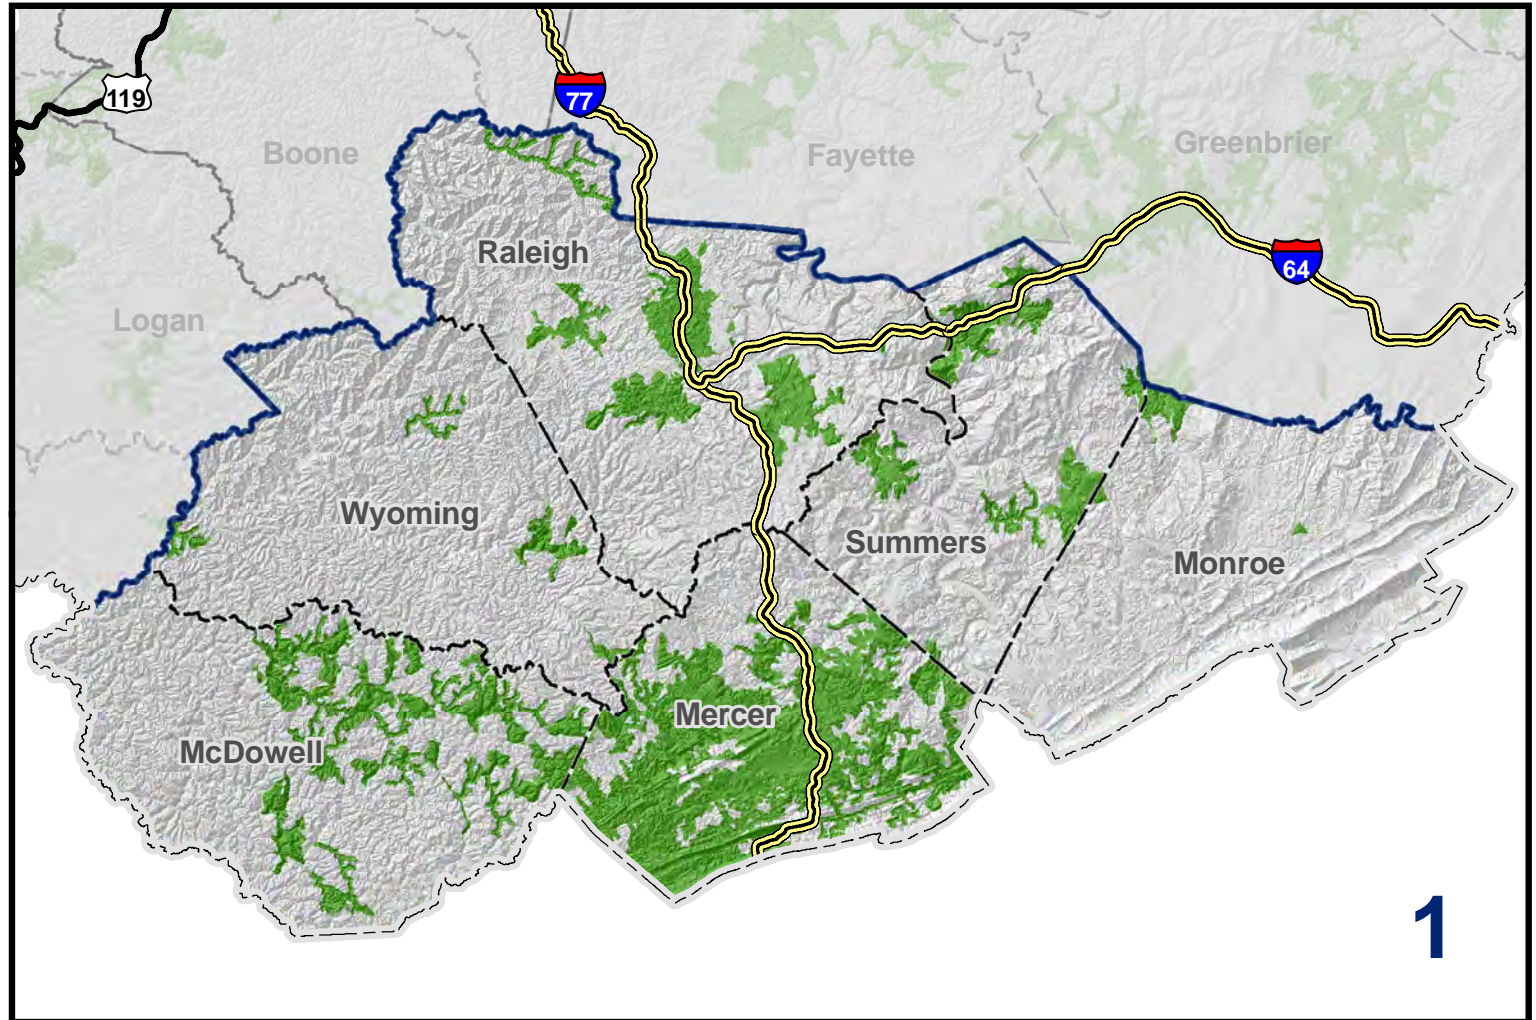 119
77
Boone
Fayette
Greenbrier
Raleigh
64
Logan
Wyoming
Summers
Monroe
Mercer
McDowell
1